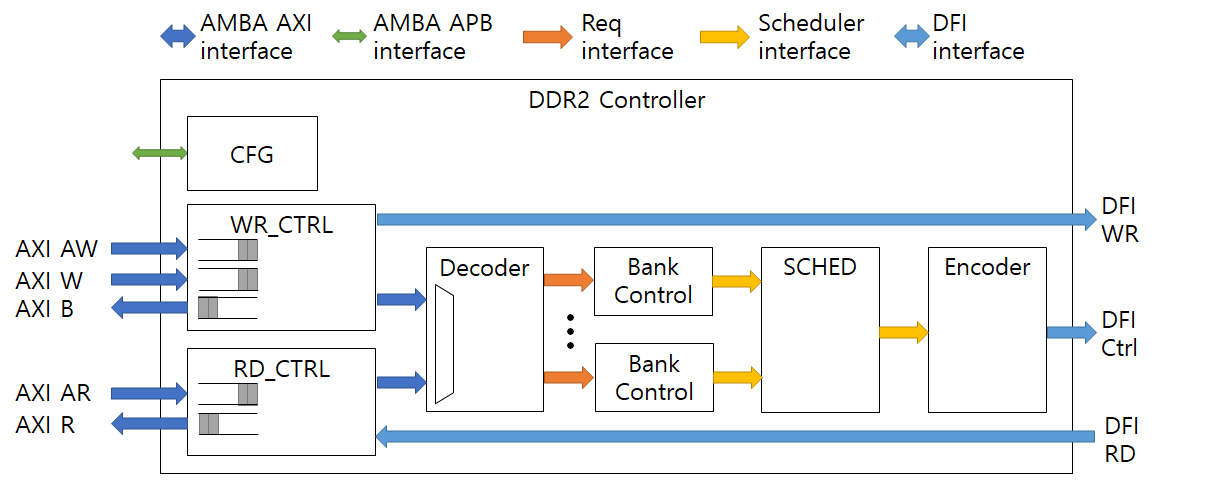 AMBA AXI
interface
AMBA APB
interface
Req
interface
Scheduler
interface
DFI
interface
DDR2 Controller
CFG
WR_CTRL
DFI
WR
AXI AW
AXI W
AXI B
Decoder
Bank
Control
SCHED
Encoder
DFI
Ctrl
RD_CTRL
Bank
Control
AXI AR
AXI R
DFI
RD